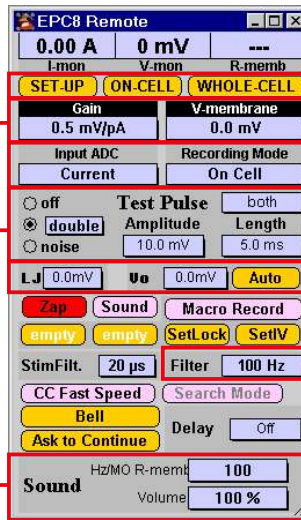 EPC8 Remote
0.00 A 0 mV ---
I-mon V-mon R-memb
SET-UP ON-CELL WHOLE-CELL
Gain V-membrane
0.5 mV/pA 0.0 mV
Input ADC Recording Mode
Current On Cell
off Test Pulse both
double Amplitude Length
noise 10.0 mV 5.0 ms
LJ 0.0mV Vo 0.0mV Auto
Zap Sound Macro Record
empty empty SetLock SetIV
StimFilt. 20 µs Filter 100 Hz
CC Fast Speed Search Mode
Bell
Ask to Continue Delay Off
Hz/MO R-memb 100
Sound Volume 100 %